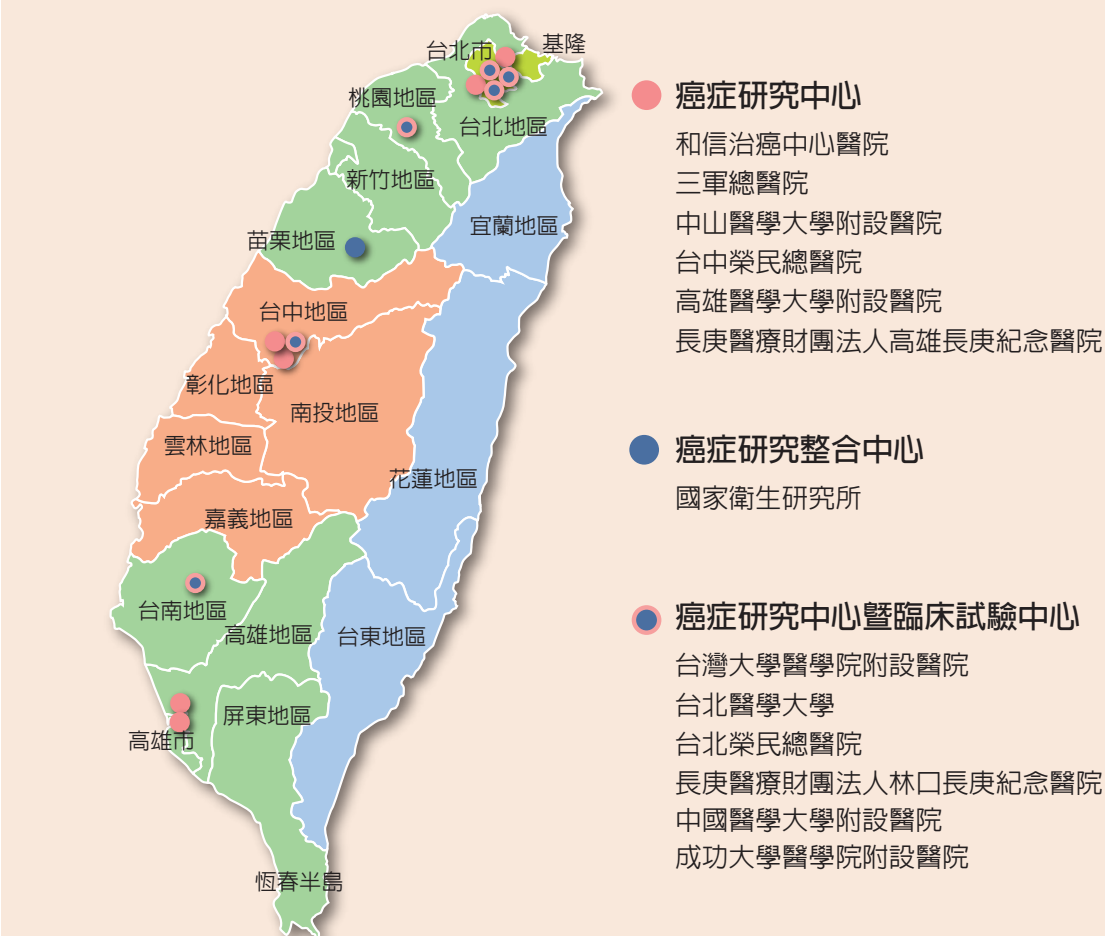 台北市
基隆
桃園地區
台北地區
新竹地區
宜蘭地區
苗栗地區
台中地區
彰化地區
南投地區
雲林地區
花蓮地區
嘉義地區
台南地區
高雄地區
台東地區
屏東地區
高雄市
恆春半島
癌症研究中心
和信治癌中心醫院
三軍總醫院
中山醫學大學附設醫院
台中榮民總醫院
高雄醫學大學附設醫院
長庚醫療財團法人高雄長庚紀念醫院
癌症研究整合中心
國家衛生研究所
癌症研究中心暨臨床試驗中心
台灣大學醫學院附設醫院
台北醫學大學
台北榮民總醫院
長庚醫療財團法人林口長庚紀念醫院
中國醫學大學附設醫院
成功大學醫學院附設醫院